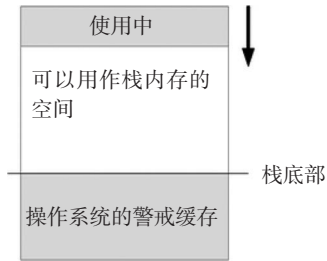 使用中
可以用作栈内存的
空间
栈底部
操作系统的警戒缓存